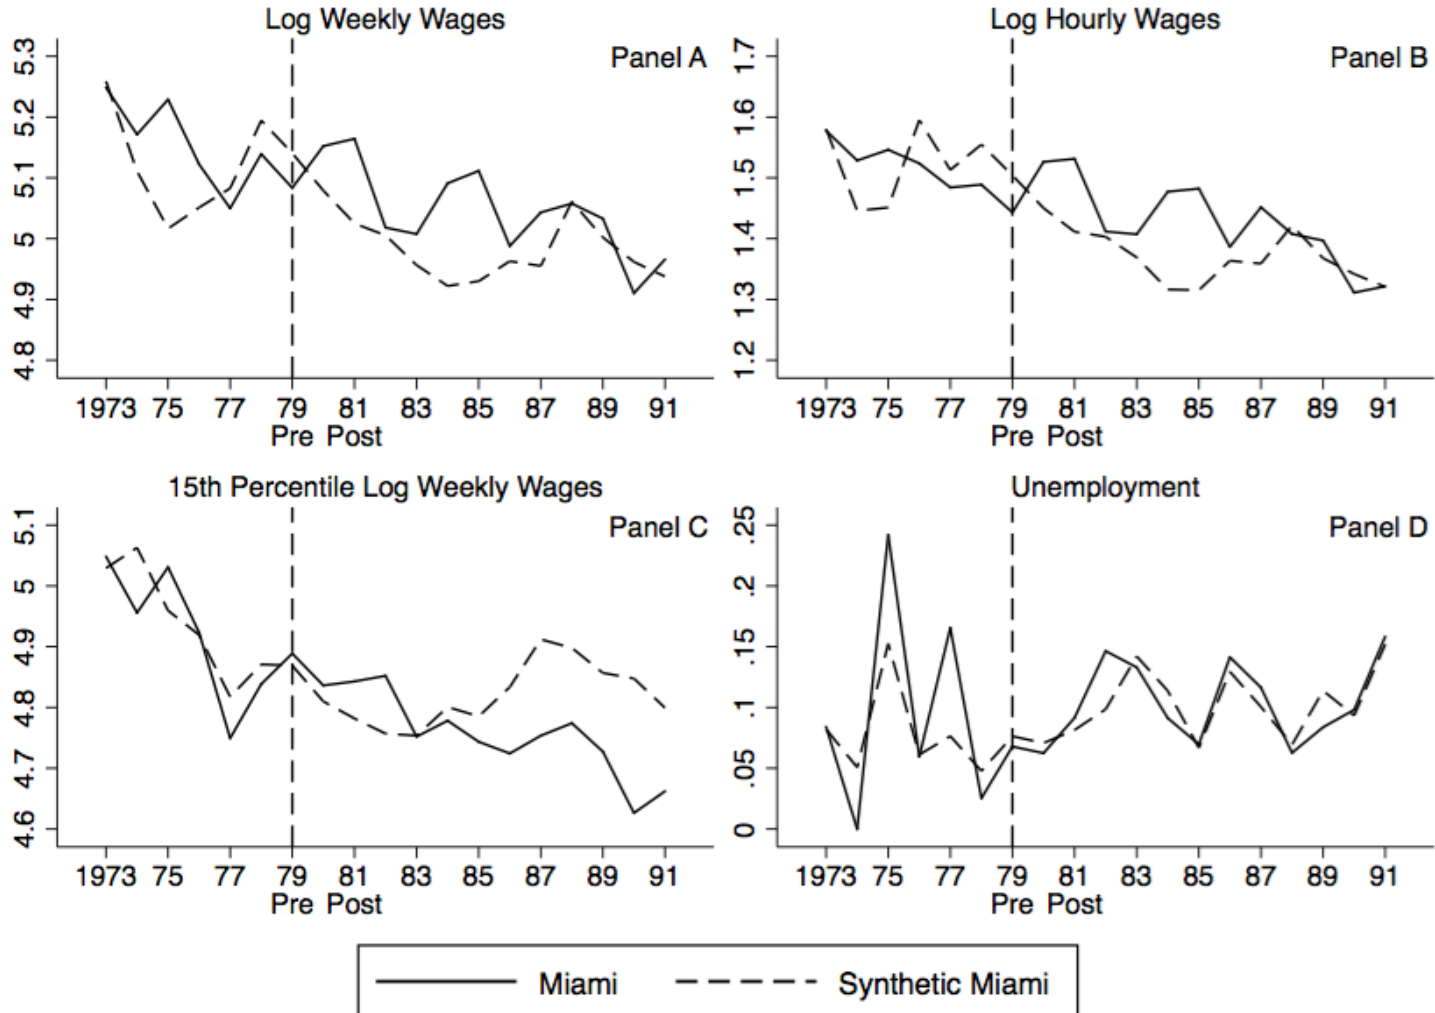 Log Weekly Wages
Panel A
5.3
5.2
5.1
5
4.9
4.8
1973 75 77 79 81 83 85 87 89 91
Pre Post
Log Hourly Wages
Panel B
1.7
1.6
1.5
1.4
1.3
1.2
1973 75 77 79 81 83 85 87 89 91
Pre Post
15th Percentile Log Weekly Wages
Panel C
5.1
5
4.9
4.8
4.7
4.6
1973 75 77 79 81 83 85 87 89 91
Pre Post
Unemployment
Panel D
.25
.2
.15
.1
.05
0
1973 75 77 79 81 83 85 87 89 91
Pre Post
Miami
Synthetic Miami